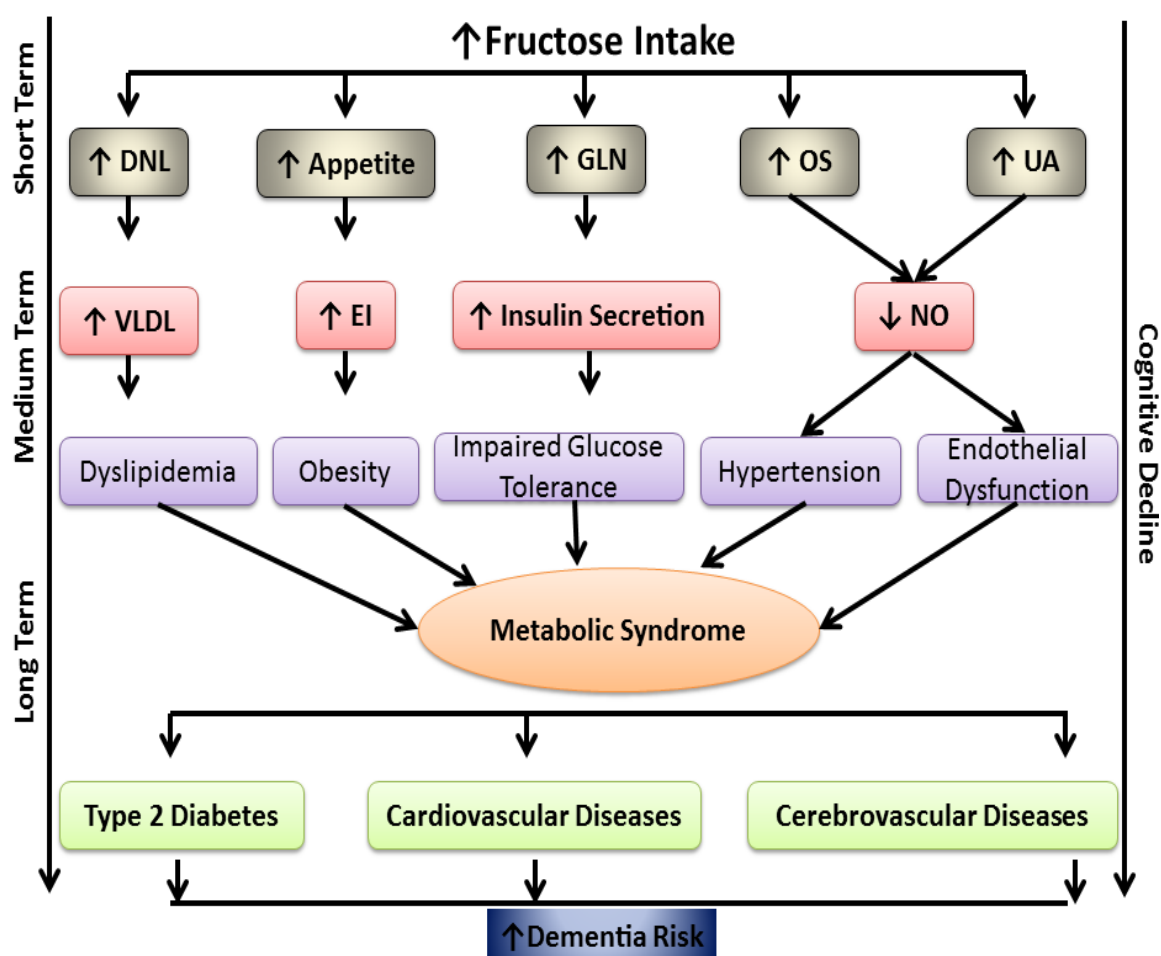 ↑Fructose Intake
Short Term
↑ DNL
↑ Appetite
↑ GLN
↑ OS
↑ UA
Medium Term
↑ VLDL
↑ EI
↑ Insulin Secretion
↓ NO
Cognitive Decline
Dyslipidemia
Obesity
Impaired Glucose
Tolerance
Hypertension
Endothelial
Dysfunction
Long Term
Metabolic Syndrome
Type 2 Diabetes
Cardiovascular Diseases
Cerebrovascular Diseases
↑Dementia Risk